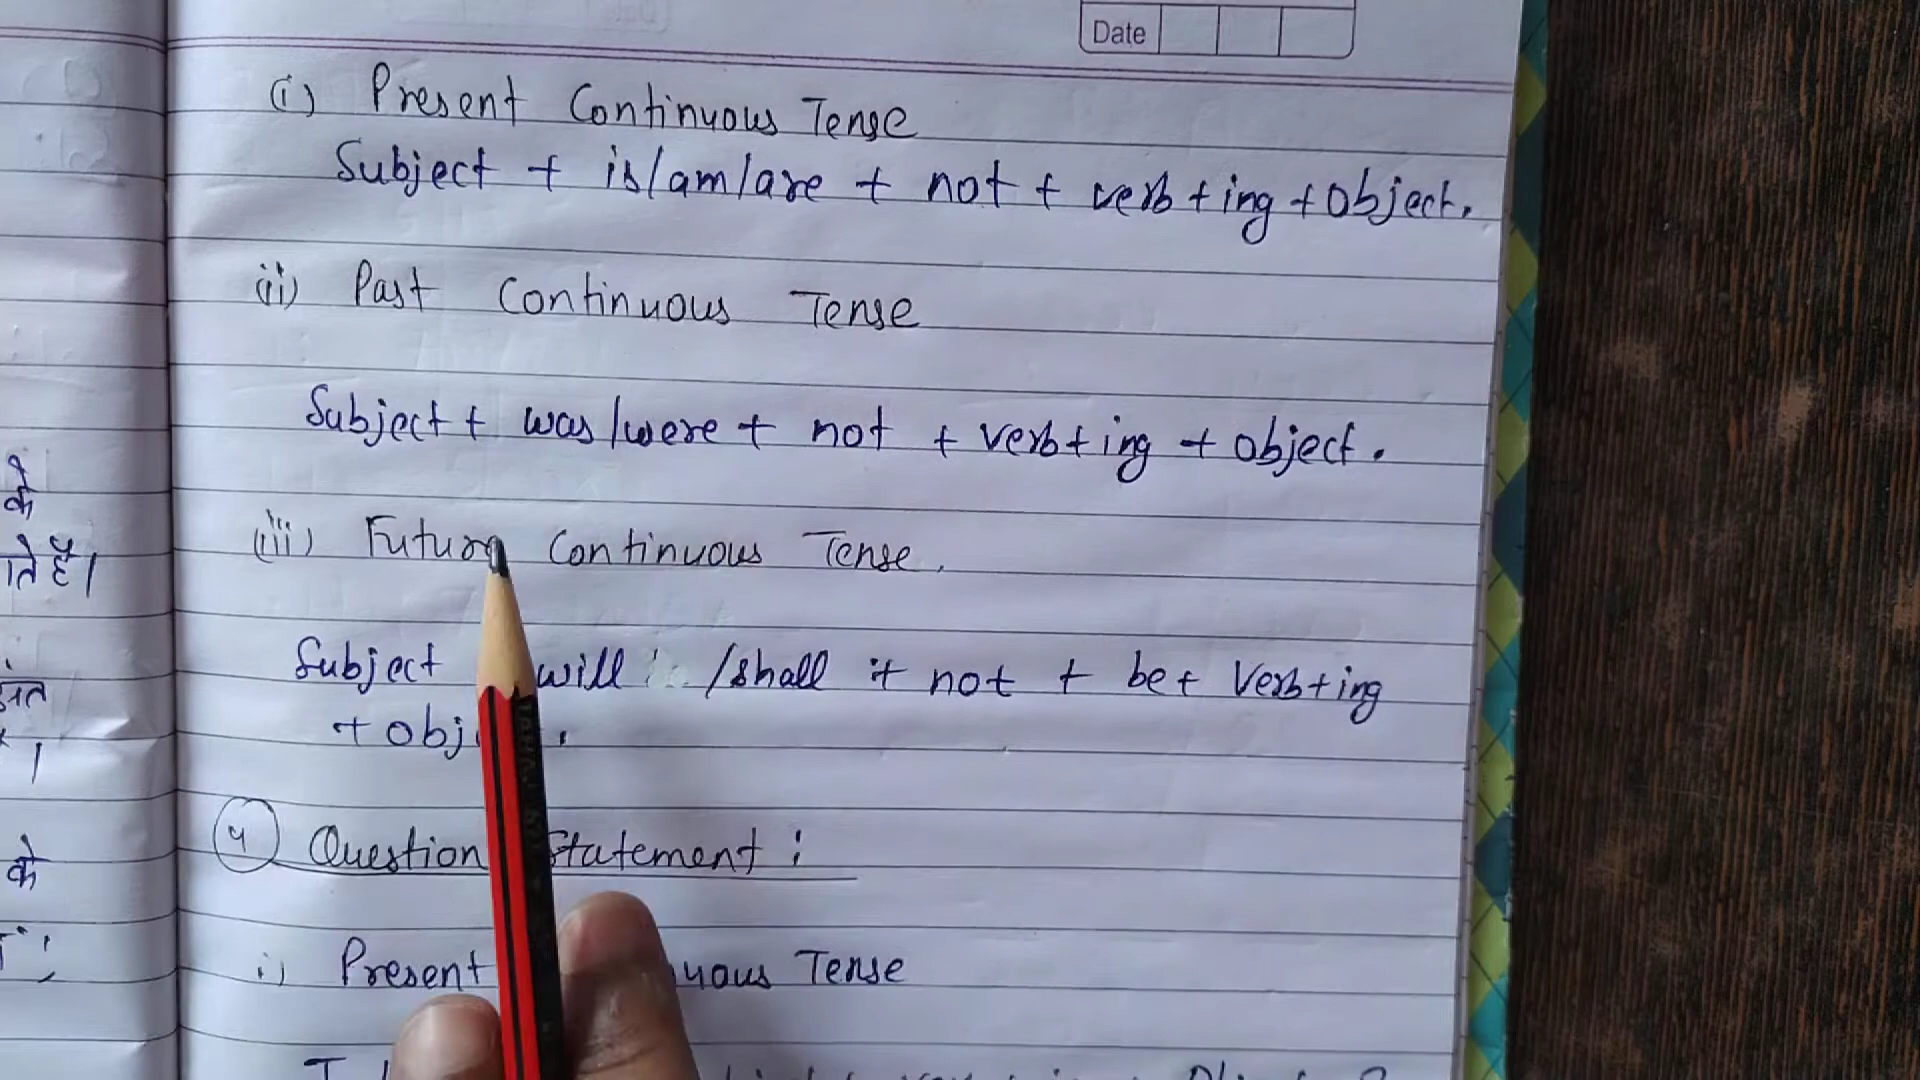 Date
(i) Present Continuous Tense
Subject + is/am/are + not + verb + ing + object.
(ii) Past Continuous Tense
Subject + was/were + not + verb + ing + object.
(iii) Future Continuous Tense.
Subject will /shall + not + be + Verb + ing
+
के
ते हैं।
।
4 Question Statement :
के
i) Present Tense